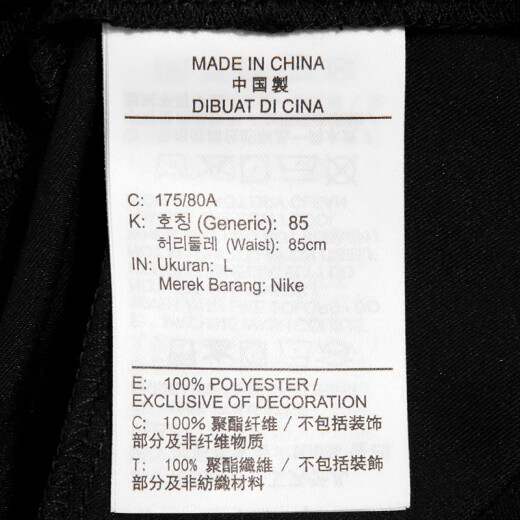 MADE IN CHINA
中国製
DIBUAT DI CINA
C: 175/80A
K: 호칭 (Generic): 85
허리둘레 (Waist): 85cm
IN: Ukuran: L
Merek Barang: Nike
E: 100% POLYESTER /
EXCLUSIVE OF DECORATION
C: 100% 聚酯纤维 / 不包括装饰
部分及非纤维物质
T: 100% 聚酯纖維 / 不包括裝飾
部分及非紡織材料